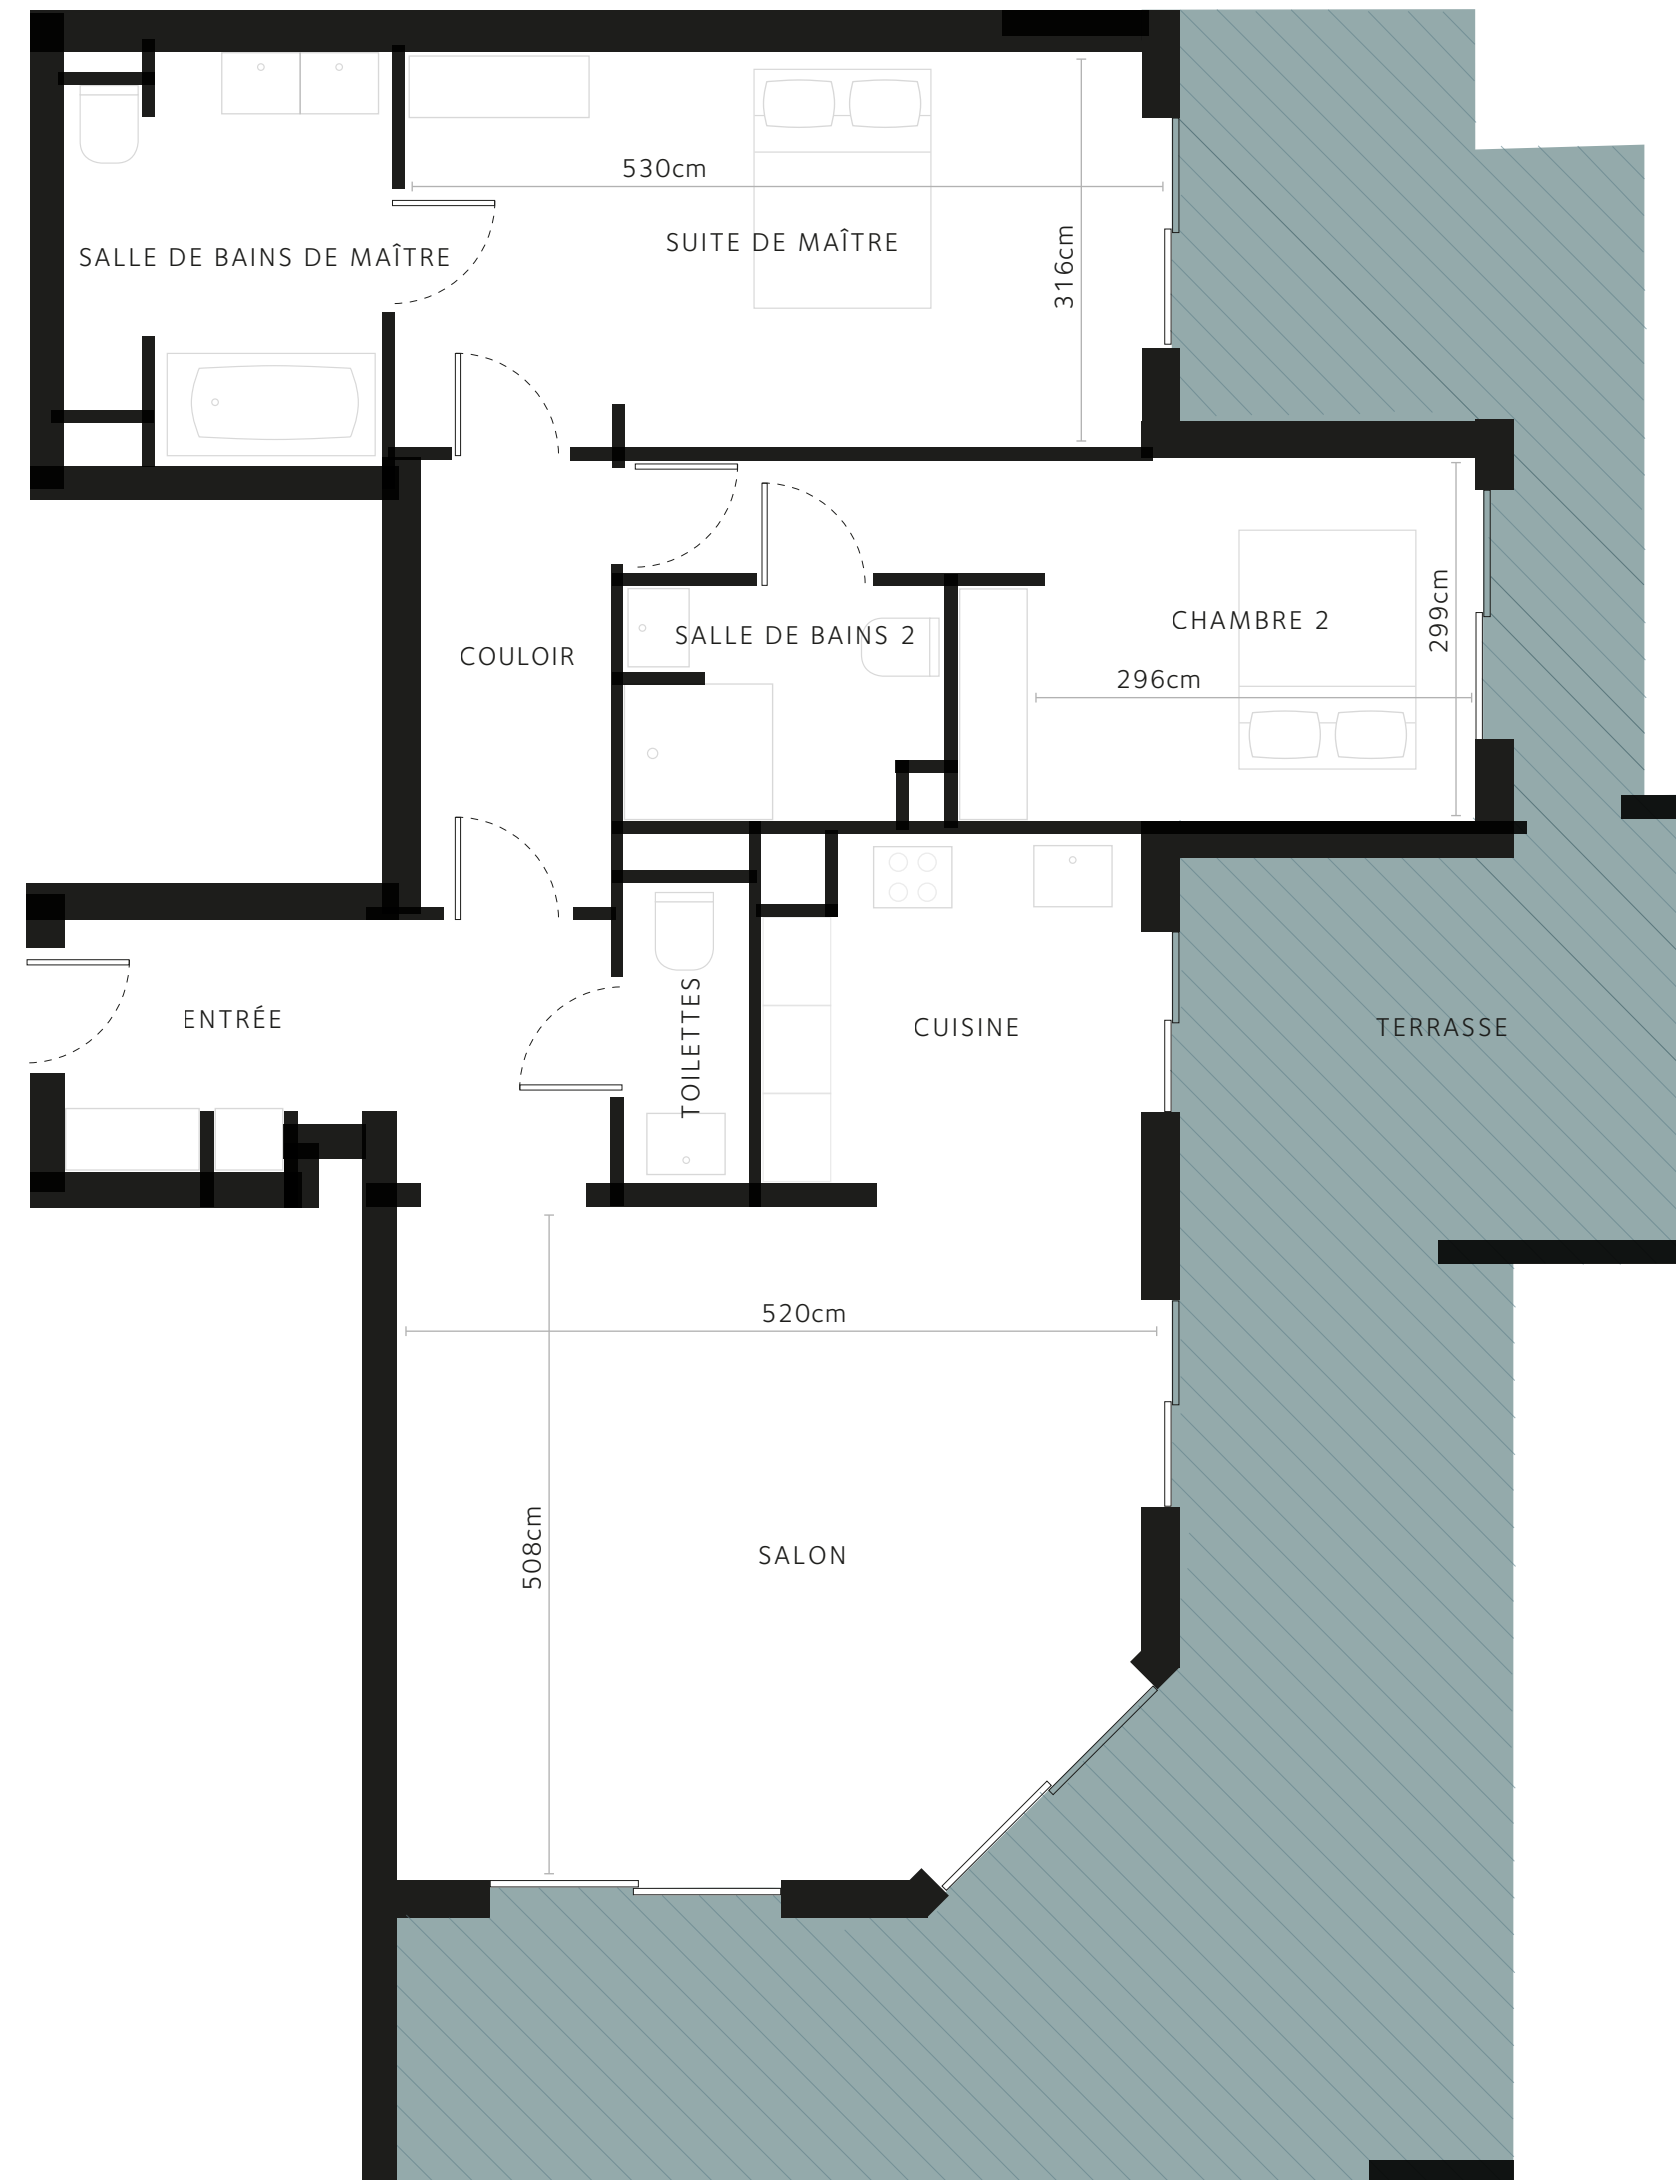 530cm
SUITE DE MAÎTRE
SALLE DE BAINS DE MAÎTRE
316cm
299cm
CHAMBRE 2
SALLE DE BAINS 2
COULOIR
296cm
ENTRÉE
TOILETTES
CUISINE
TERRASSE
520cm
508cm
SALON